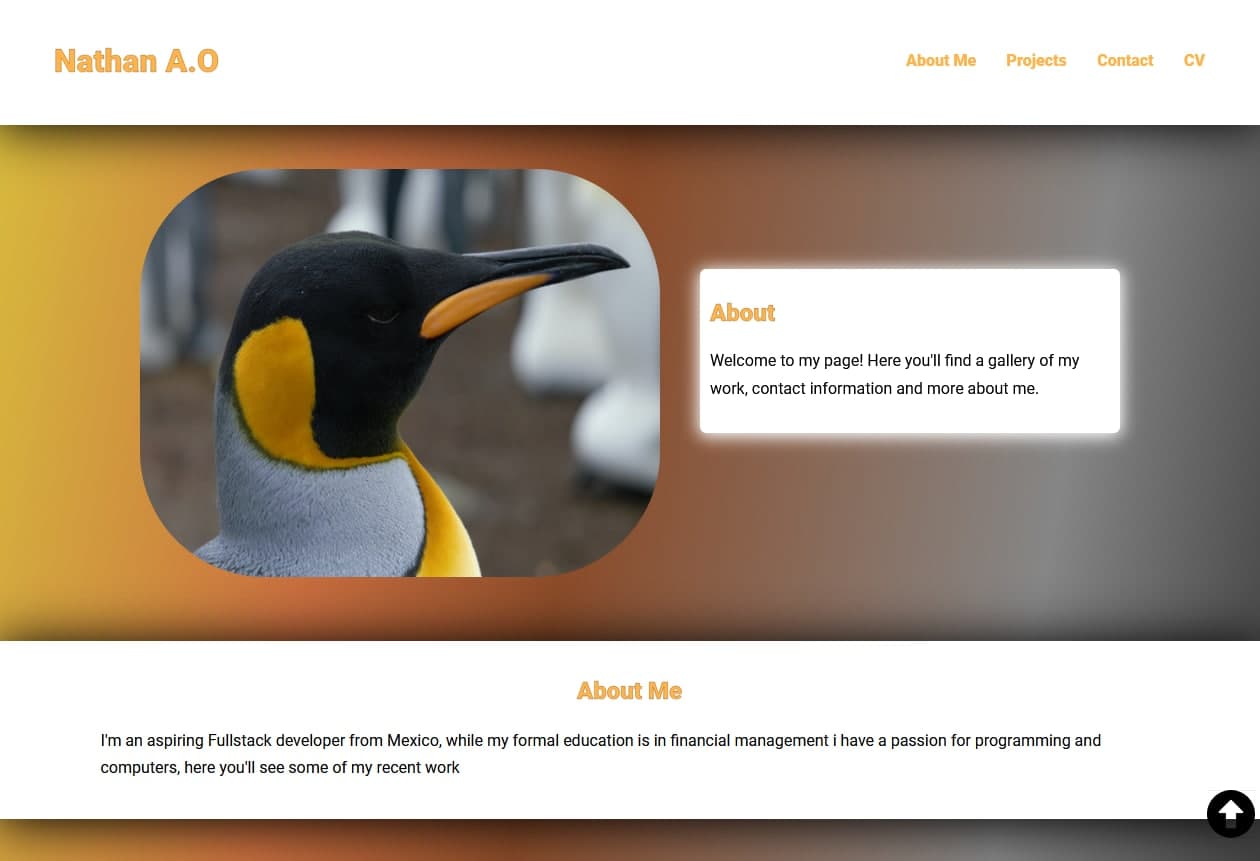 Nathan A.O
About Me Projects Contact CV
About
Welcome to my page! Here you'll find a gallery of my
work, contact information and more about me.
About Me
I'm an aspiring Fullstack developer from Mexico, while my formal education is in financial management i have a passion for programming and
computers, here you'll see some of my recent work